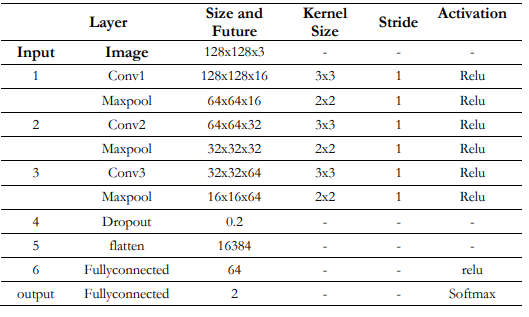 Layer Size and Future Kernel Size Stride Activation
Input Image 128x128x3 - - -
1 Conv1 128x128x16 3x3 1 Relu
Maxpool 64x64x16 2x2 1 Relu
2 Conv2 64x64x32 3x3 1 Relu
Maxpool 32x32x32 2x2 1 Relu
3 Conv3 32x32x64 3x3 1 Relu
Maxpool 16x16x64 2x2 1 Relu
4 Dropout 0.2 - - -
5 flatten 16384 - - -
6 Fullyconnected 64 - - relu
output Fullyconnected 2 - - Softmax